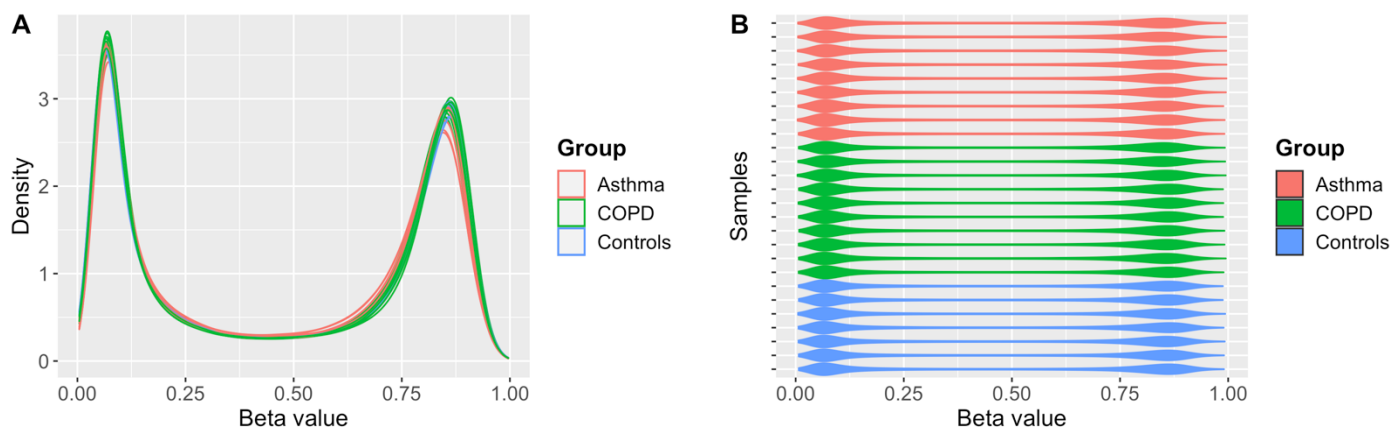 A
Density
3
2
1
0
0.00 0.25 0.50 0.75 1.00
Beta value
Group
Asthma
COPD
Controls
B
Samples
0.00 0.25 0.50 0.75 1.00
Beta value
Group
Asthma
COPD
Controls